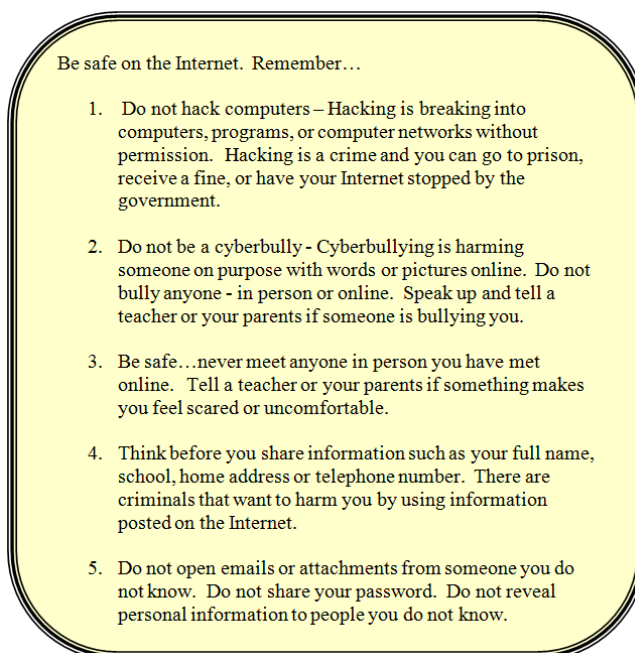 Be safe on the Internet.  Remember…
1.  Do not hack computers – Hacking is breaking into
computers, programs, or computer networks without
permission.  Hacking is a crime and you can go to prison,
receive a fine, or have your Internet stopped by the
government.
2.  Do not be a cyberbully - Cyberbullying is harming
someone on purpose with words or pictures online.  Do not
bully anyone - in person or online.  Speak up and tell a
teacher or your parents if someone is bullying you.
3.  Be safe…never meet anyone in person you have met
online.  Tell a teacher or your parents if something makes
you feel scared or uncomfortable.
4.  Think before you share information such as your full name,
school, home address or telephone number.  There are
criminals that want to harm you by using information
posted on the Internet.
5.  Do not open emails or attachments from someone you do
not know.  Do not share your password.  Do not reveal
personal information to people you do not know.